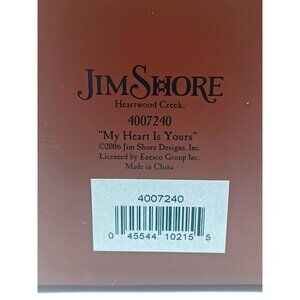 JIM SHORE
Heartwood Creek.
4007240
"My Heart Is Yours"
©2006 Jim Shore Designs, Inc.
Licensed by Enesco Group Inc.
Made in China
4007240
0 45544 10215 5